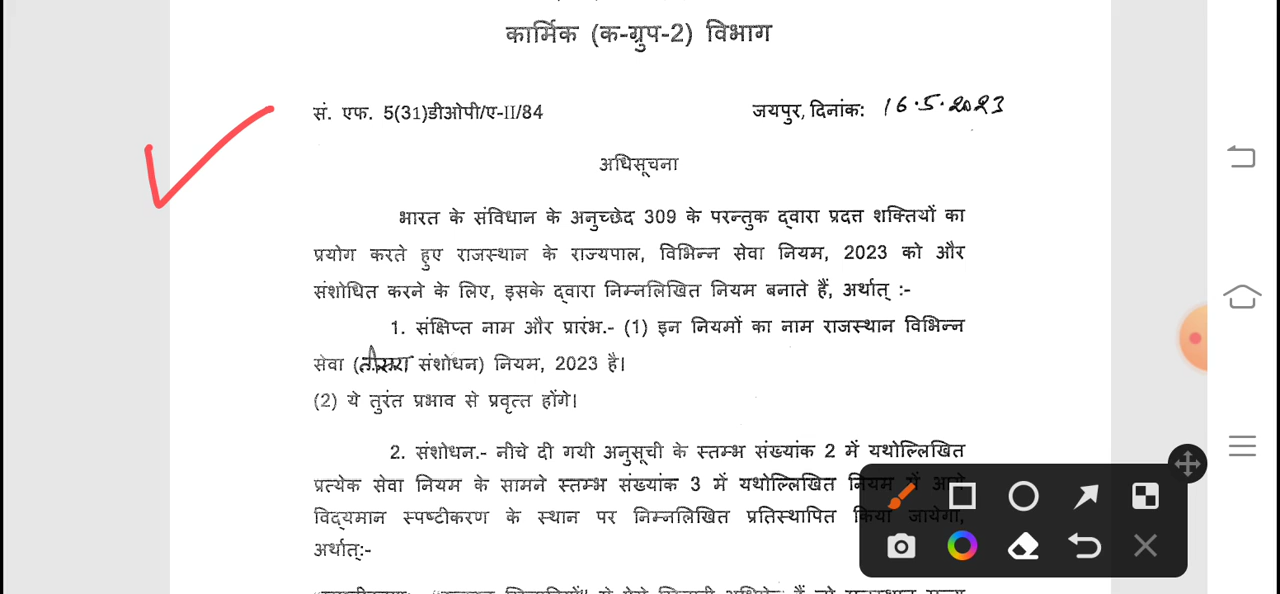 कार्मिक (क-ग्रुप-2) विभाग
सं. एफ. 5(31)डीओपी/ए-II/84
जयपुर, दिनांक: 16.5.2023
अधिसूचना
भारत के संविधान के अनुच्छेद 309 के परन्तुक द्वारा प्रदत्त शक्तियों का
प्रयोग करते हुए राजस्थान के राज्यपाल, विभिन्न सेवा नियम, 2023 को और
संशोधित करने के लिए, इसके द्वारा निम्नलिखित नियम बनाते हैं, अर्थात् :-
1. संक्षिप्त नाम और प्रारंभ.- (1) इन नियमों का नाम राजस्थान विभिन्न
सेवा (तीसरा संशोधन) नियम, 2023 है।
(2) ये तुरंत प्रभाव से प्रवृत्त होंगे।
2. संशोधन.- नीचे दी गयी अनुसूची के स्तम्भ संख्यांक 2 में यथोल्लिखित
प्रत्येक सेवा नियम के सामने स्तम्भ संख्यांक 3 में यथोल्लिखित नियम में आये
विद्यमान स्पष्टीकरण के स्थान पर निम्नलिखित प्रतिस्थापित किया जायेगा,
अर्थात्:-